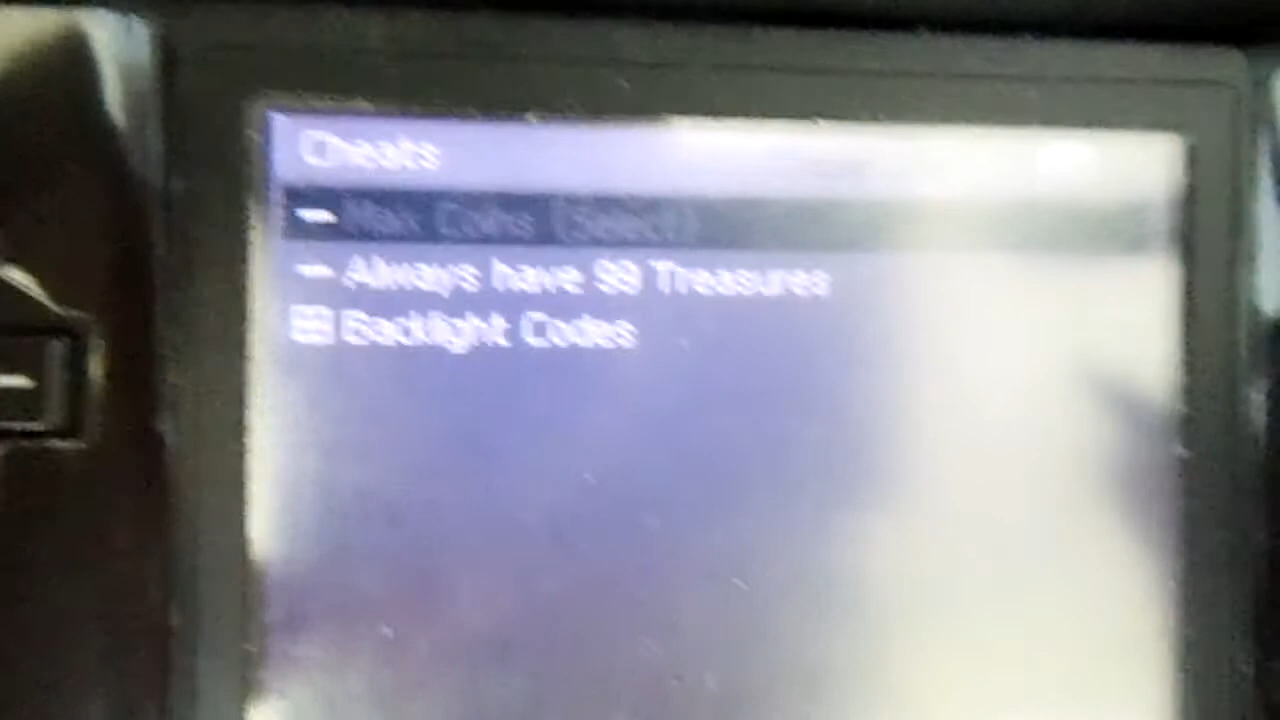 Cheats
Max Coins (Select)
Always have 99 Treasures
Backlight Codes